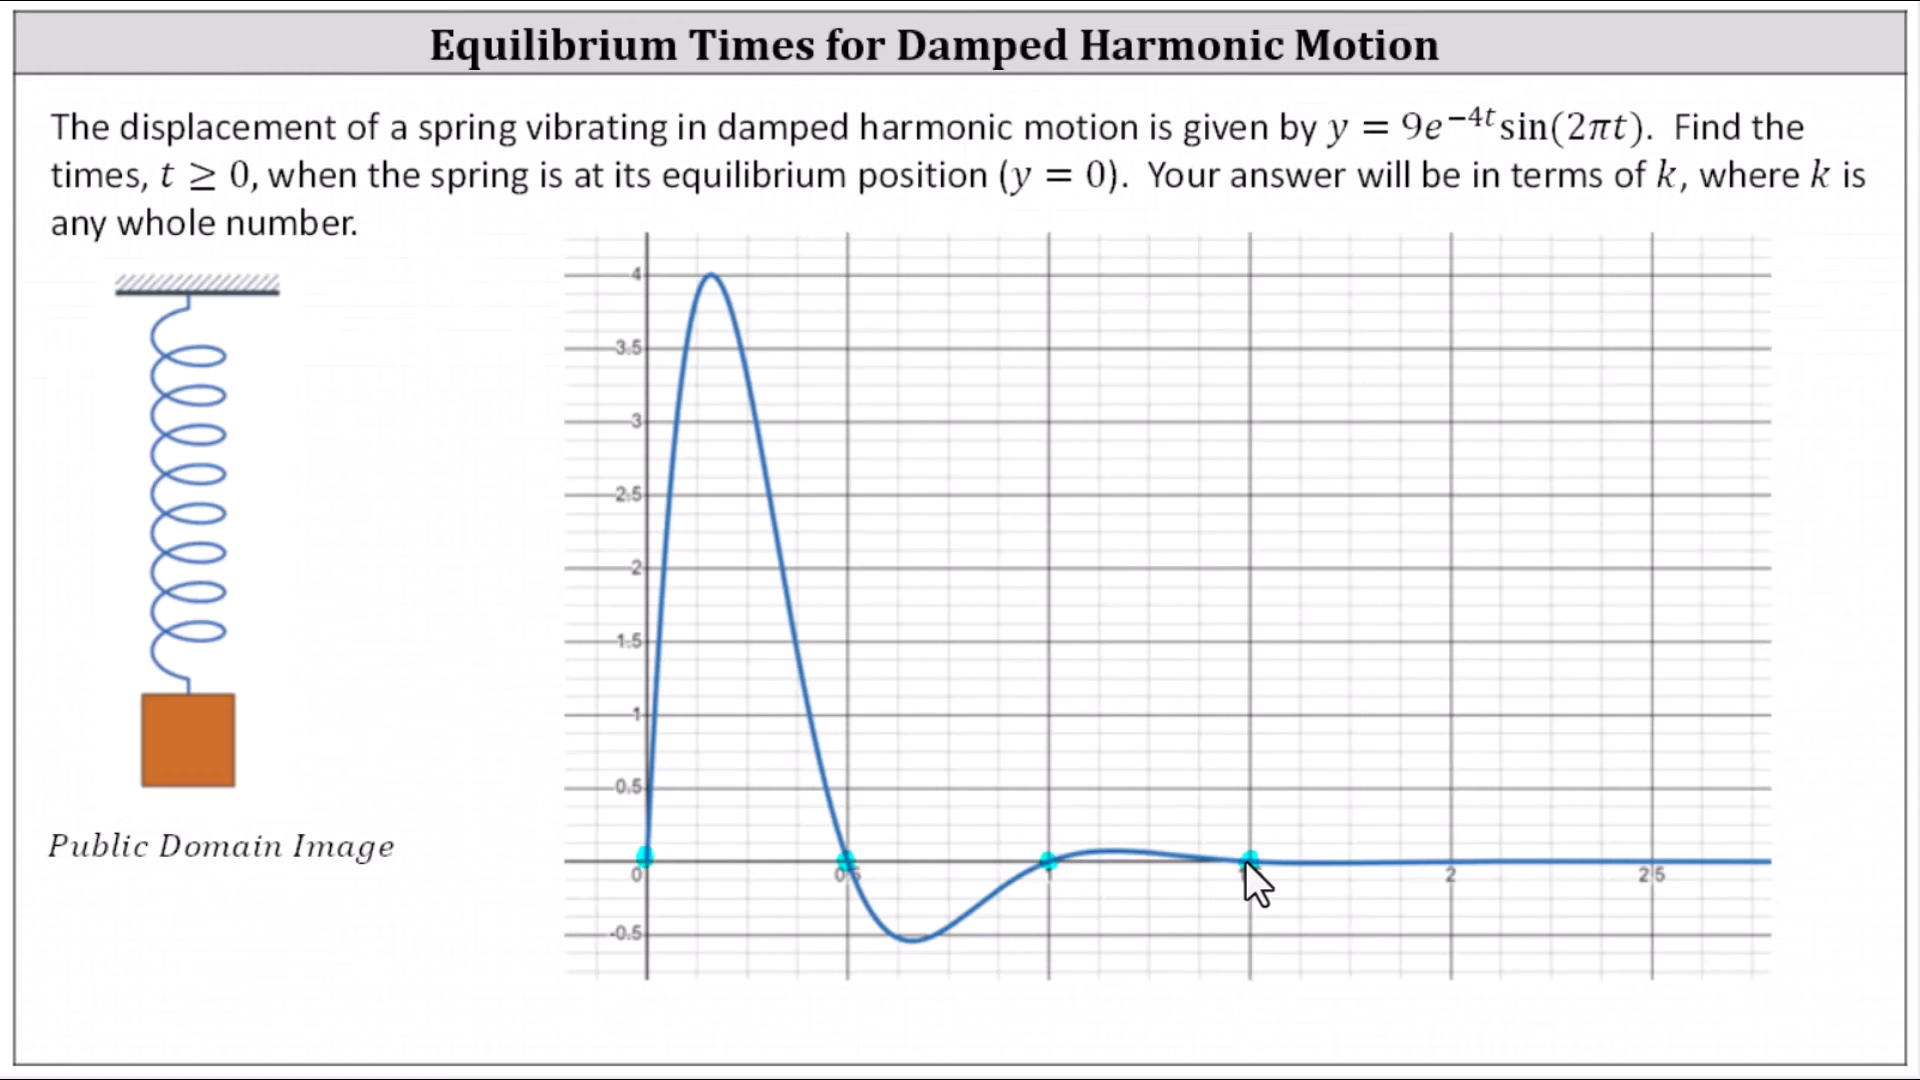 Equilibrium Times for Damped Harmonic Motion
The displacement of a spring vibrating in damped harmonic motion is given by y = 9e^{−4t}sin(2πt). Find the
times, t ≥ 0, when the spring is at its equilibrium position (y = 0). Your answer will be in terms of k, where k is
any whole number.
4
3.5
3
2.5
2
1.5
1
0.5
0
0.5
1
2
2.5
-0.5
Public Domain Image